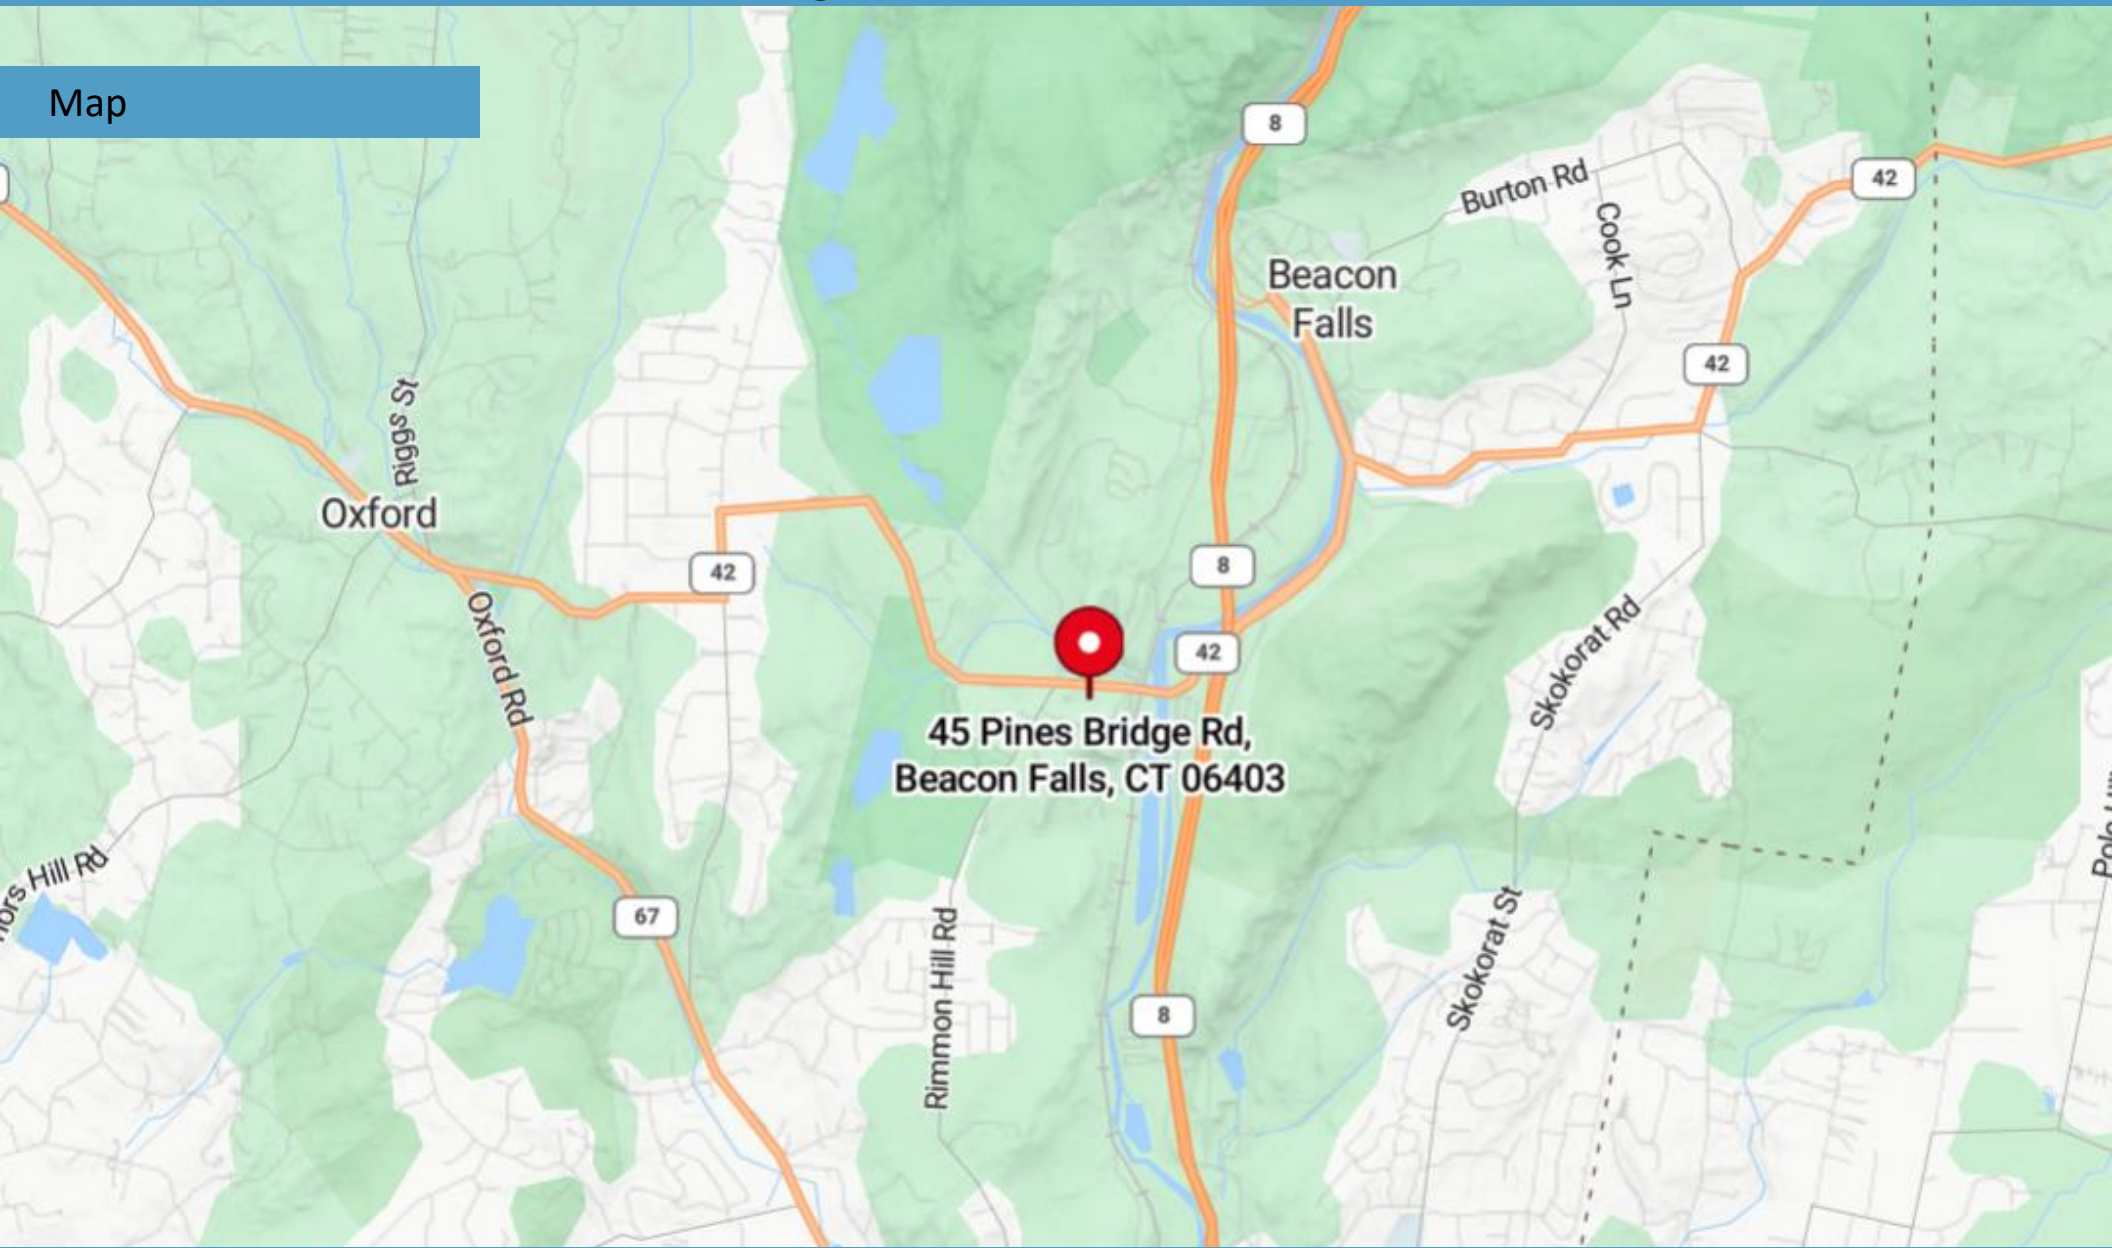 Map
8
42
Burton Rd
Cook Ln
Beacon
Falls
42
Riggs St
Oxford
42
8
Oxford Rd
42
Skokorat Rd
45 Pines Bridge Rd,
Beacon Falls, CT 06403
Hill Rd
67
Rimmon Hill Rd
Skokorat St
8